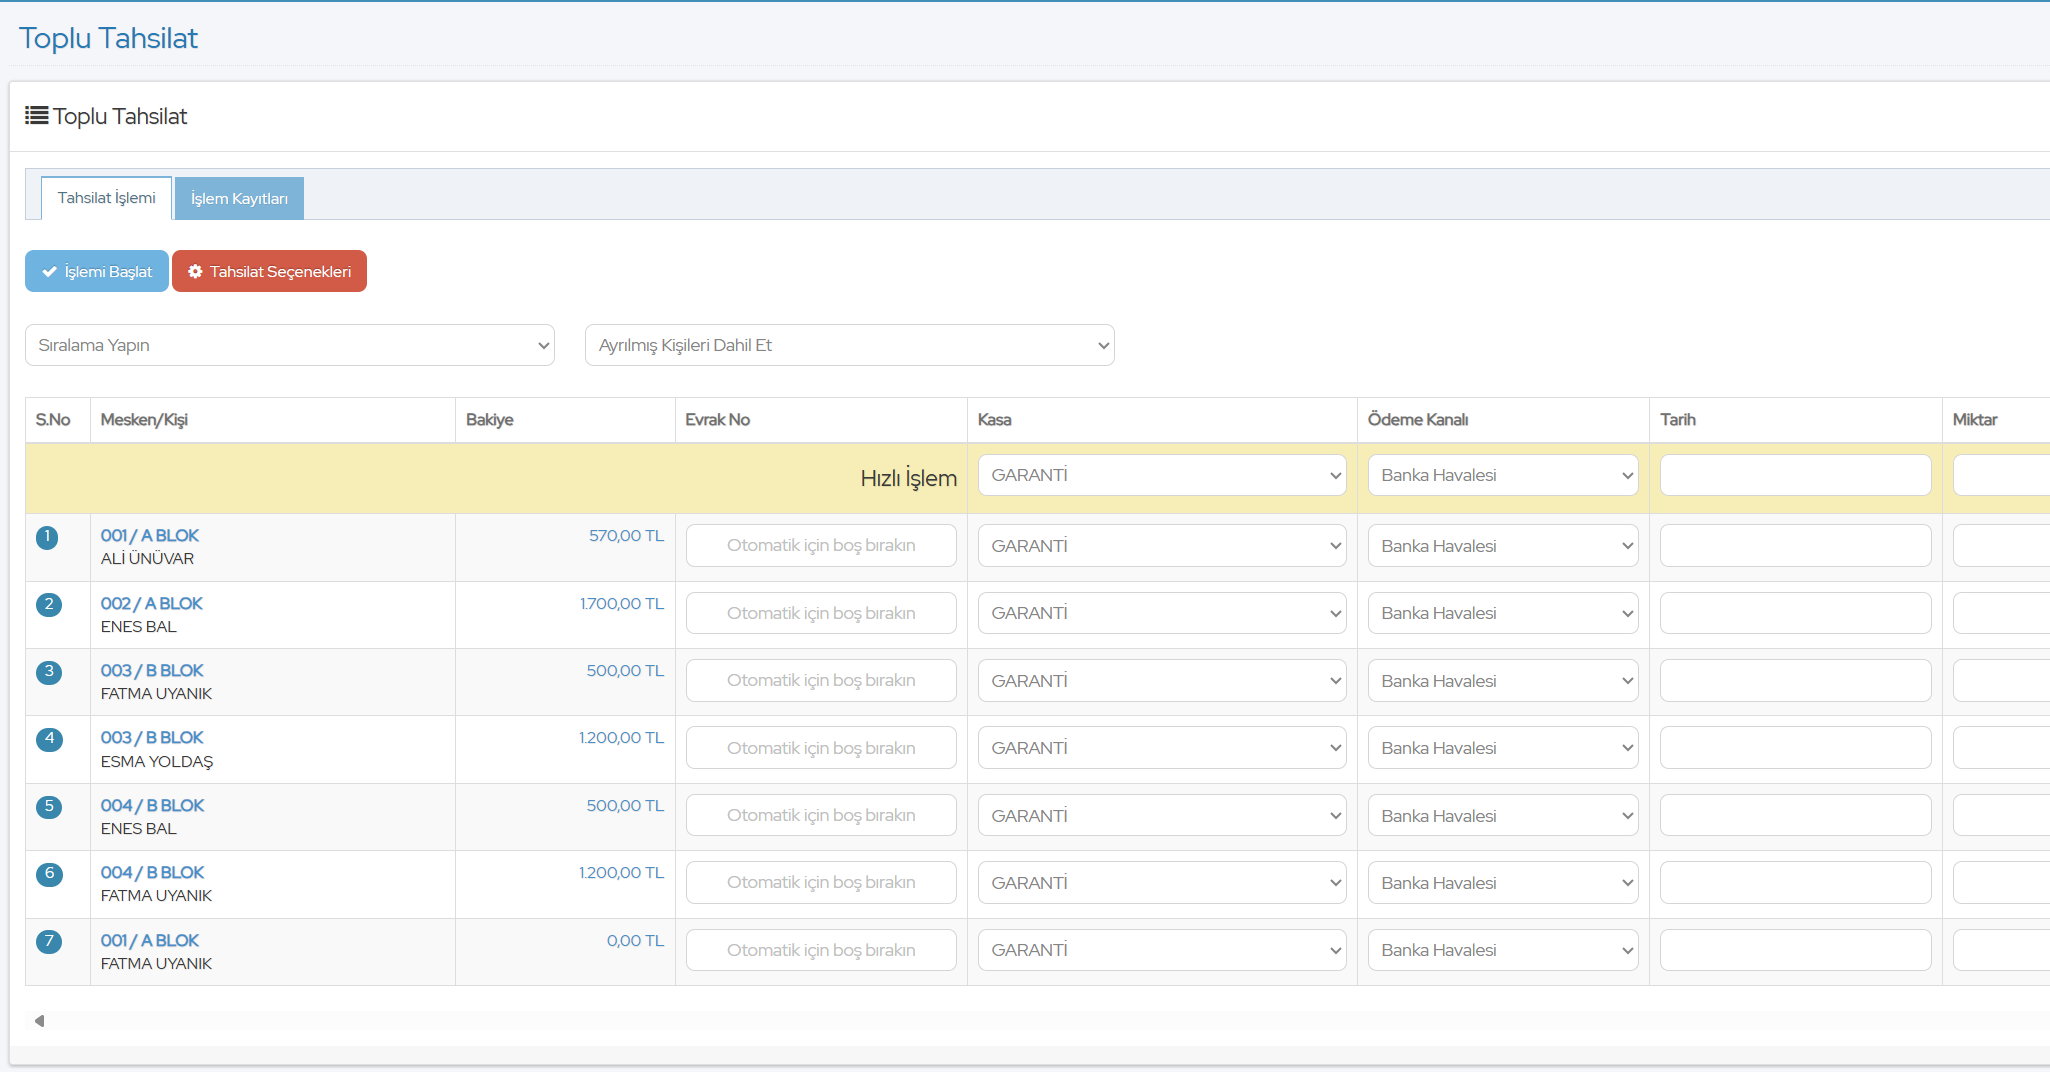 Toplu Tahsilat
Toplu Tahsilat
Tahsilat İşlemi İşlem Kayıtları
İşlemi Başlat Tahsilat Seçenekleri
Sıralama Yapın Ayrılmış Kişileri Dahil Et
S.No Mesken/Kişi Bakiye Evrak No Kasa Ödeme Kanalı Tarih Miktar
Hızlı İşlem GARANTİ Banka Havalesi
1 001 / A BLOK 570,00 TL Otomatik için boş bırakın GARANTİ Banka Havalesi
ALİ ÜNÜVAR
2 002 / A BLOK 1.700,00 TL Otomatik için boş bırakın GARANTİ Banka Havalesi
ENES BAL
3 003 / B BLOK 500,00 TL Otomatik için boş bırakın GARANTİ Banka Havalesi
FATMA UYANIK
4 003 / B BLOK 1.200,00 TL Otomatik için boş bırakın GARANTİ Banka Havalesi
ESMA YOLDAŞ
5 004 / B BLOK 500,00 TL Otomatik için boş bırakın GARANTİ Banka Havalesi
ENES BAL
6 004 / B BLOK 1.200,00 TL Otomatik için boş bırakın GARANTİ Banka Havalesi
FATMA UYANIK
7 001 / A BLOK 0,00 TL Otomatik için boş bırakın GARANTİ Banka Havalesi
FATMA UYANIK